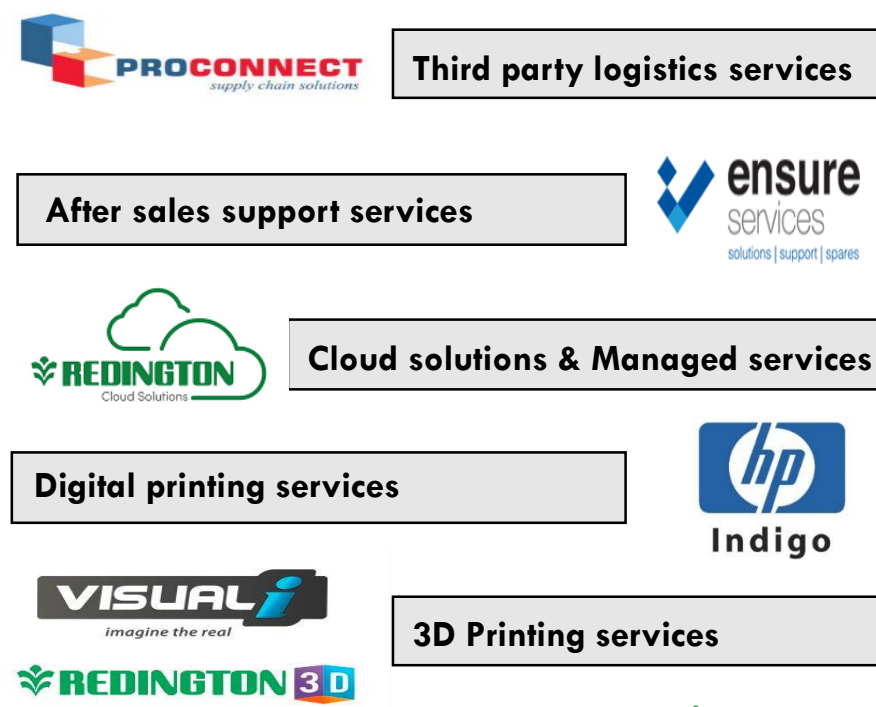 PROCONNECT
supply chain solutions
Third party logistics services
After sales support services
ensure
services
solutions | support | spares
REDINGTON
Cloud Solutions
Cloud solutions & Managed services
Digital printing services
hp
Indigo
VISUAL i
imagine the real
3D Printing services
REDINGTON 3D